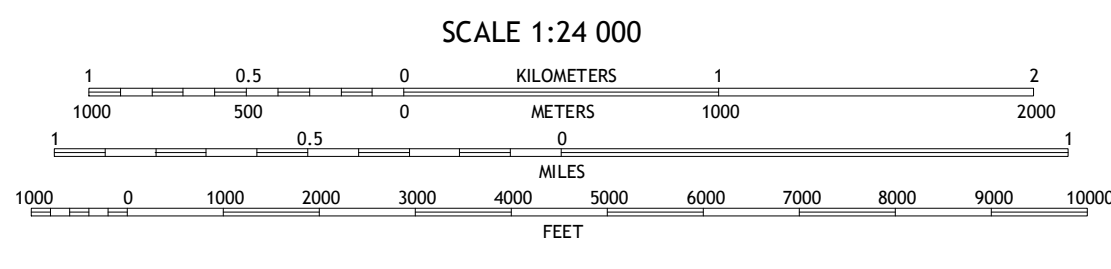 SCALE 1:24 000
1 0.5 0 KILOMETERS 1 2
1000 500 0 METERS 1000 2000
1 0.5 0 1
MILES
1000 0 1000 2000 3000 4000 5000 6000 7000 8000 9000 10000
FEET